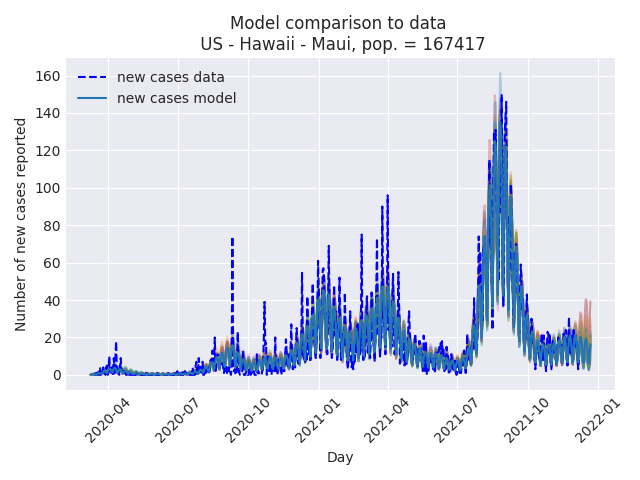 Model comparison to data
US - Hawaii - Maui, pop. = 167417
new cases data
new cases model
Number of new cases reported
160
140
120
100
80
60
40
20
0
2020-04
2020-07
2020-10
2021-01
2021-04
2021-07
2021-10
2022-01
Day